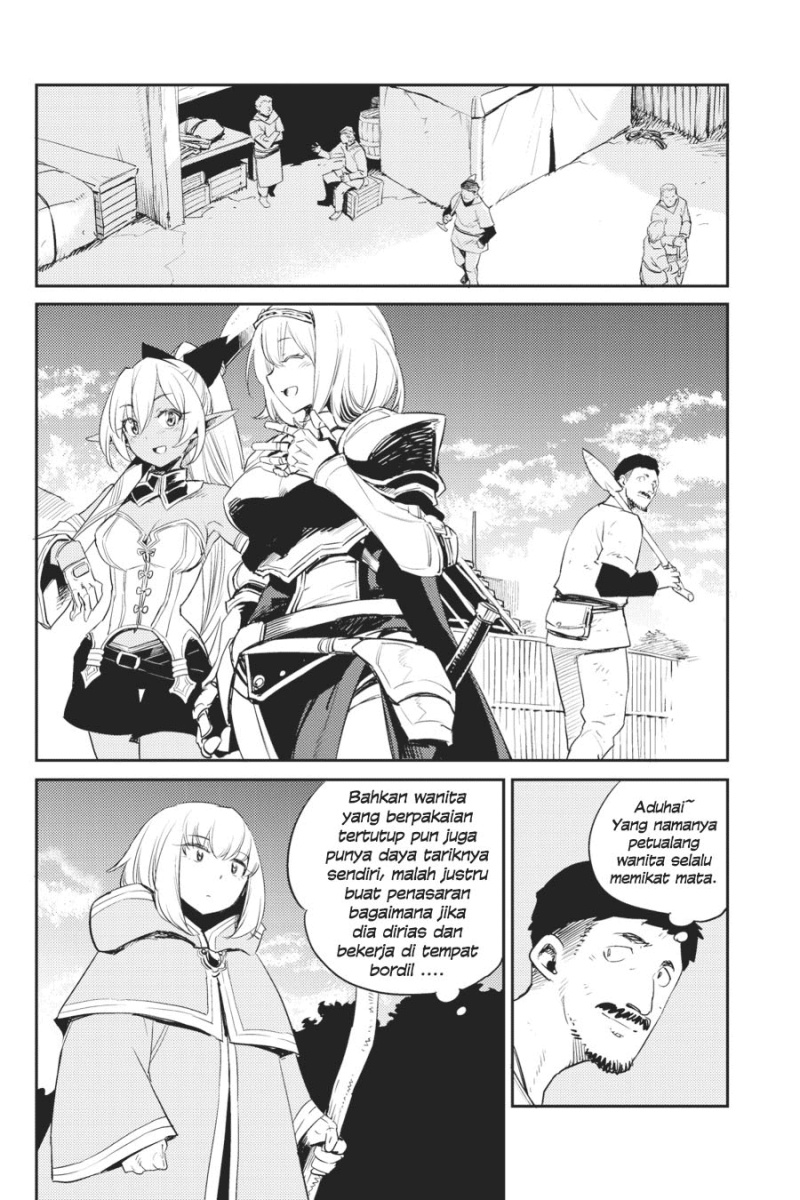 Aduhai~
Yang namanya
petualang
wanita selalu
memikat mata.
Bahkan wanita
yang berpakaian
tertutup pun juga
punya daya tariknya
sendiri, malah justru
buat penasaran
bagaimana jika
dia dirias dan
bekerja di tempat
bordil ....